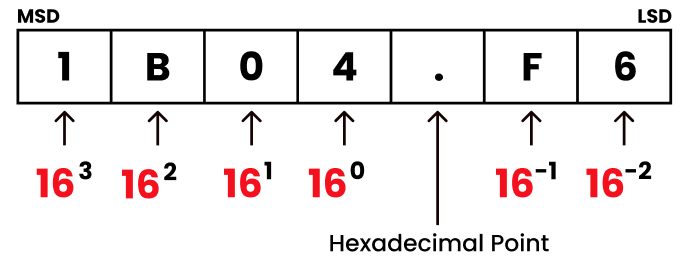 MSD LSD
1 B 0 4 . F 6
16³ 16² 16¹ 16⁰ 16⁻¹ 16⁻²
Hexadecimal Point